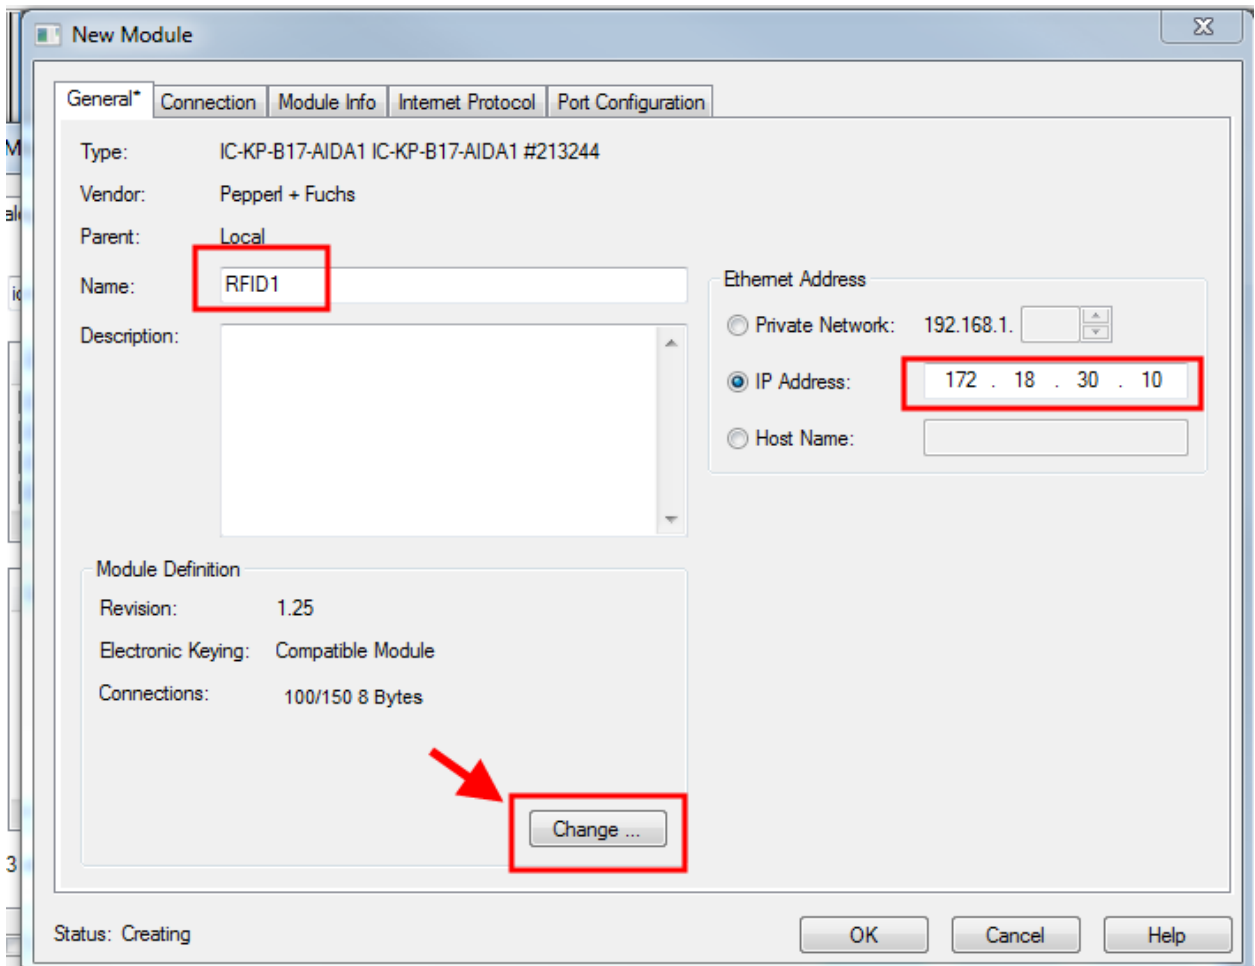 New Module
General* Connection Module Info Internet Protocol Port Configuration
Type: IC-KP-B17-AIDA1 IC-KP-B17-AIDA1 #213244
Vendor: Pepperl + Fuchs
Parent: Local
Name: RFID1
Description:
Ethernet Address
Private Network: 192.168.1.
IP Address: 172 . 18 . 30 . 10
Host Name:
Module Definition
Revision: 1.25
Electronic Keying: Compatible Module
Connections: 100/150 8 Bytes
Change ...
3
Status: Creating
OK Cancel Help